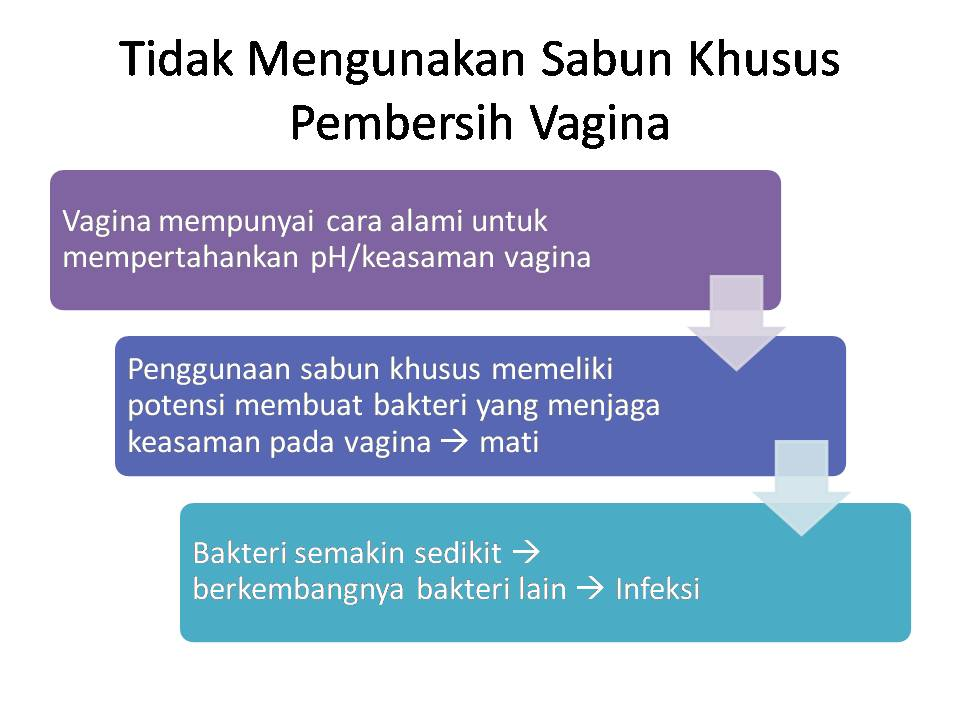 Tidak Mengunakan Sabun Khusus
Pembersih Vagina
Vagina mempunyai cara alami untuk
mempertahankan pH/keasaman vagina
Penggunaan sabun khusus memeliki
potensi membuat bakteri yang menjaga
keasaman pada vagina → mati
Bakteri semakin sedikit →
berkembangnya bakteri lain → Infeksi